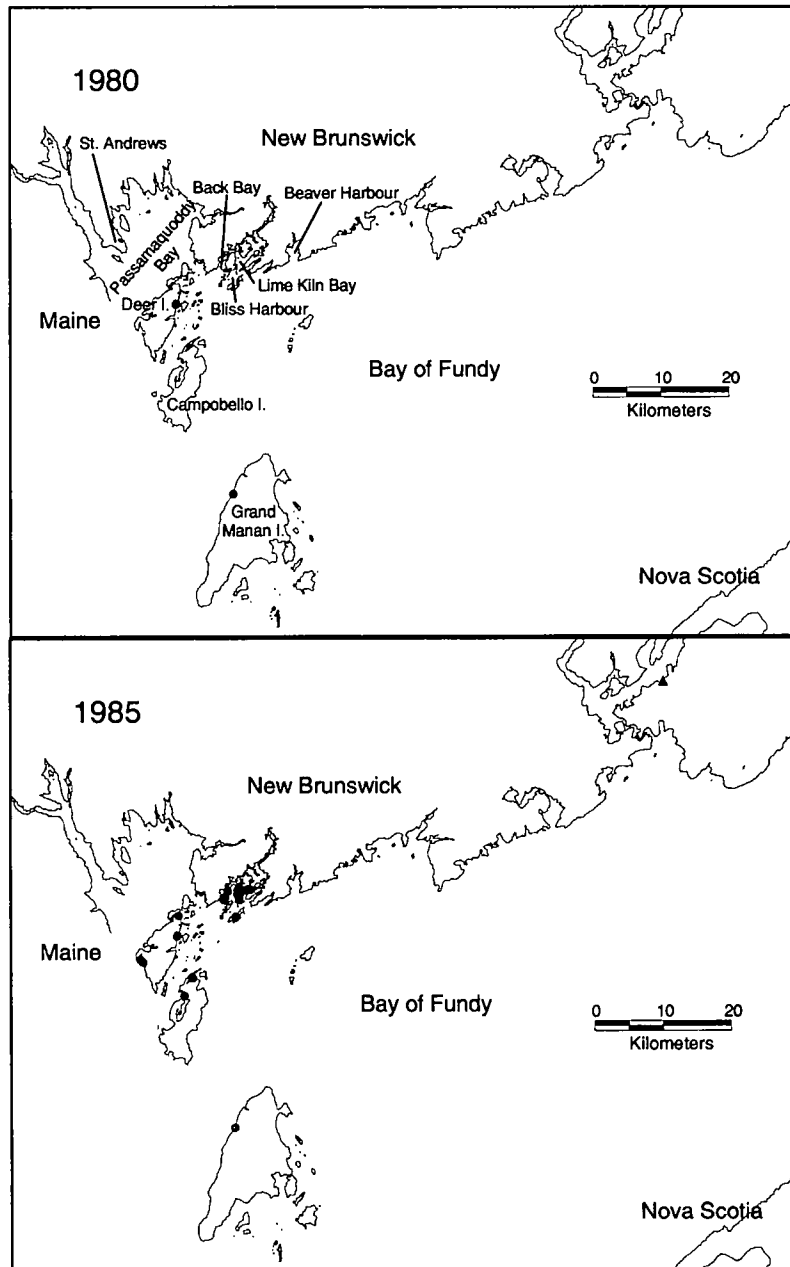 1980
New Brunswick
St. Andrews
Back Bay
Beaver Harbour
Passamaquoddy
Bay
Lime Kiln Bay
Deer I.
Bliss Harbour
Maine
Bay of Fundy
0 10 20
Kilometers
Campobello I.
Grand
Manan I.
Nova Scotia
1985
New Brunswick
Maine
Bay of Fundy
0 10 20
Kilometers
Nova Scotia